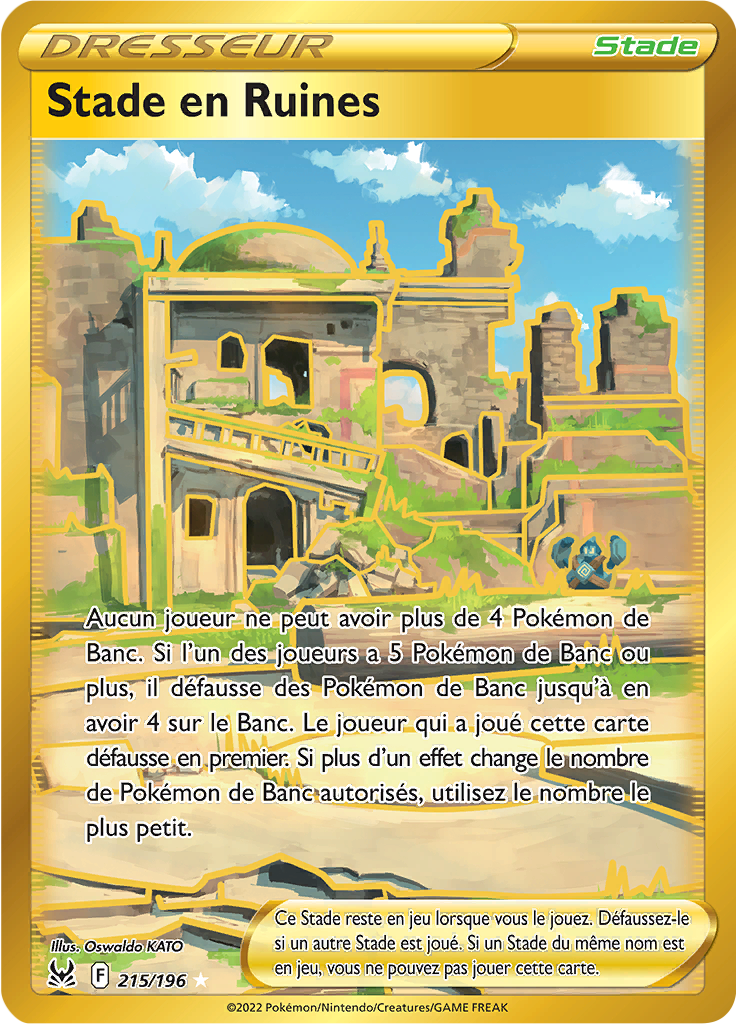 DRESSEUR
Stade
Stade en Ruines
Aucun joueur ne peut avoir plus de 4 Pokémon de
Banc. Si l'un des joueurs a 5 Pokémon de Banc ou
plus, il défausse des Pokémon de Banc jusqu'à en
avoir 4 sur le Banc. Le joueur qui a joué cette carte
défausse en premier. Si plus d'un effet change le nombre
de Pokémon de Banc autorisés, utilisez le nombre le
plus petit.
Ce Stade reste en jeu lorsque vous le jouez. Défaussez-le
si un autre Stade est joué. Si un Stade du même nom est
en jeu, vous ne pouvez pas jouer cette carte.
Illus. Oswaldo KATO
F 215/196
©2022 Pokémon/Nintendo/Creatures/GAME FREAK